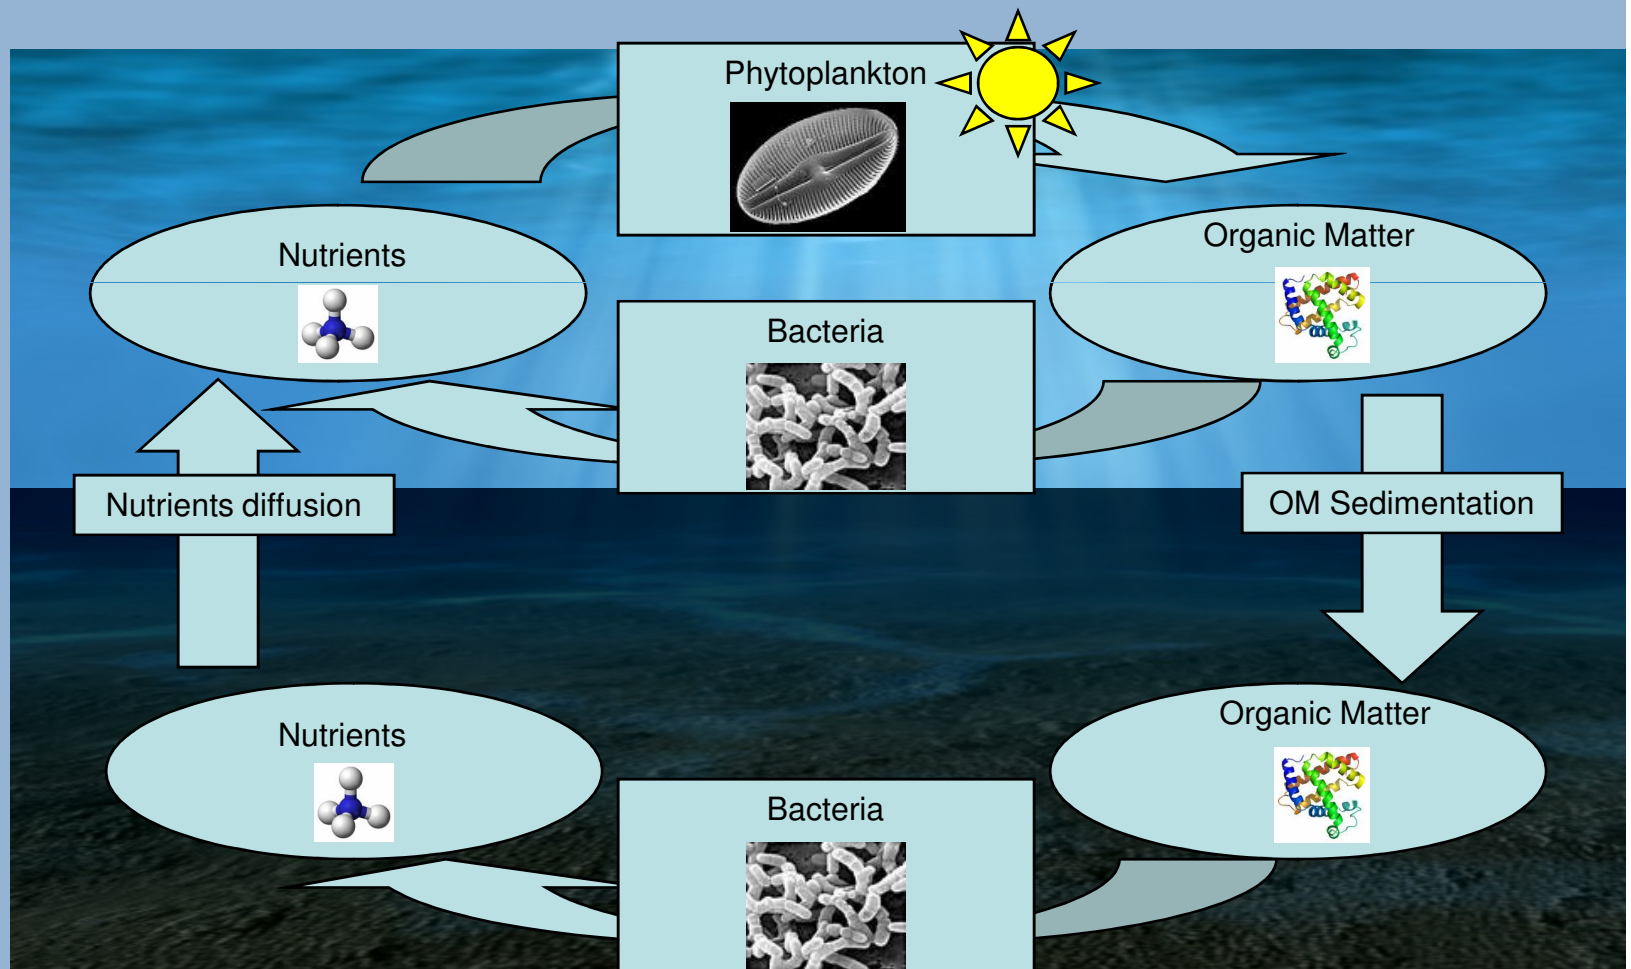 Phytoplankton
Nutrients
Organic Matter
Bacteria
Nutrients diffusion
OM Sedimentation
Nutrients
Organic Matter
Bacteria